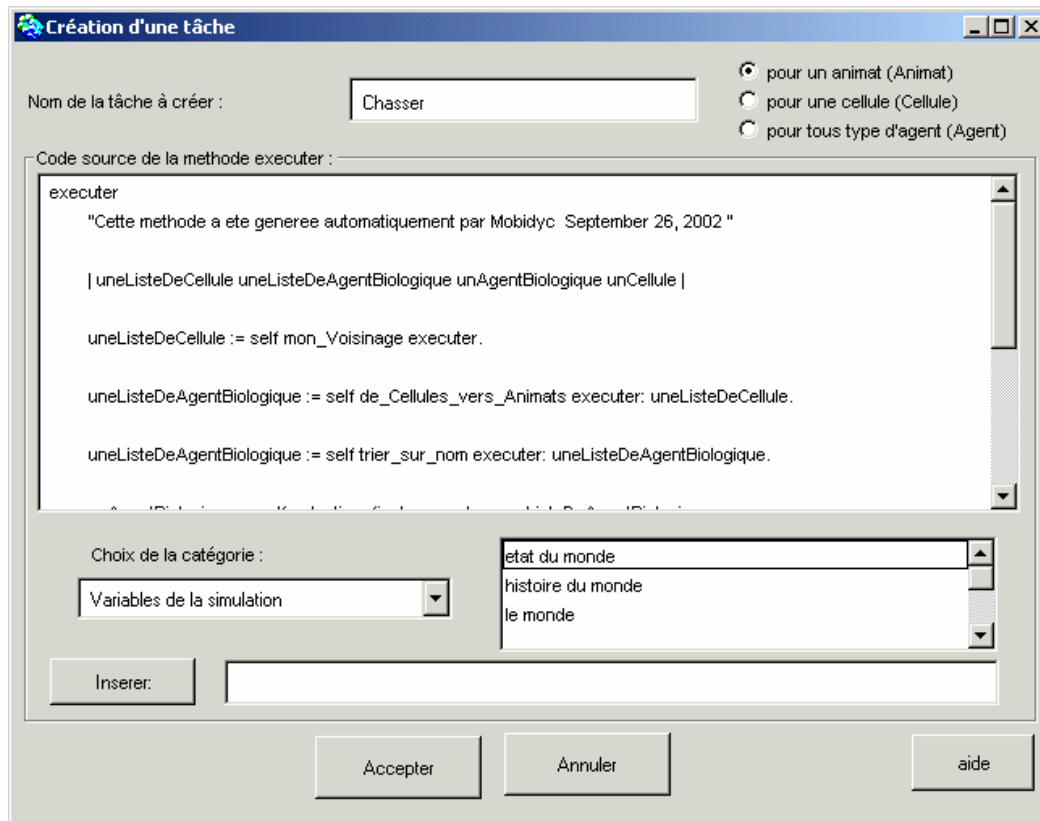 Création d'une tâche
Nom de la tâche à créer :
Chasser
pour un animat (Animat)
pour une cellule (Cellule)
pour tous type d'agent (Agent)
Code source de la methode executer :
executer
"Cette methode a ete generee automatiquement par Mobidyc September 26, 2002 "
| uneListeDeCellule uneListeDeAgentBiologique unAgentBiologique unCellule |
uneListeDeCellule := self mon_Voisinage executer.
uneListeDeAgentBiologique := self de_Cellules_vers_Animats executer: uneListeDeCellule.
uneListeDeAgentBiologique := self trier_sur_nom executer: uneListeDeAgentBiologique.
Choix de la catégorie :
Variables de la simulation
etat du monde
histoire du monde
le monde
Inserer:
Accepter
Annuler
aide